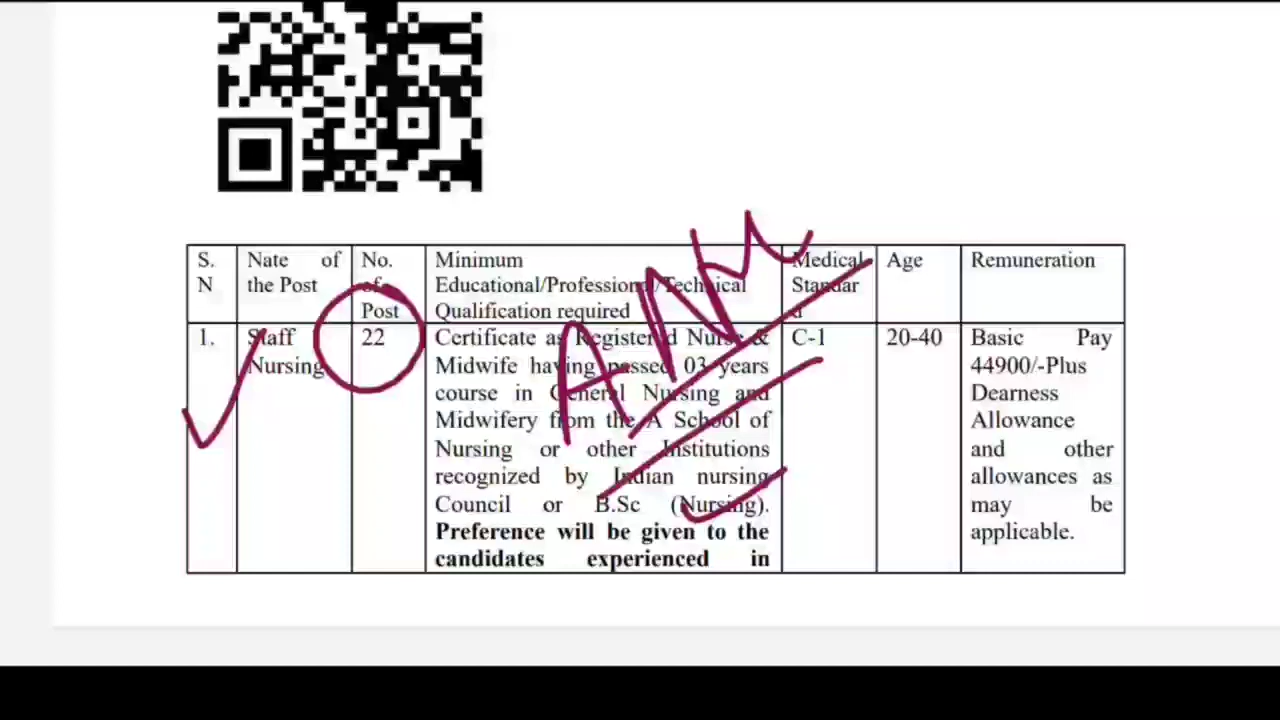 S. N
Nate of the Post
No. of Post
Minimum Educational/Professional/Technical Qualification required
Medical Standar d
Age
Remuneration
1.
Staff Nursing
22
Certificate as Registered Nurse &
Midwife having passed 03 years
course in General Nursing and
Midwifery from the A School of
Nursing or other Institutions
recognized by Indian nursing
Council or B.Sc (Nursing).
Preference will be given to the
candidates experienced in
C-1
20-40
Basic Pay
44900/-Plus
Dearness
Allowance
and other
allowances as
may be
applicable.
ANM